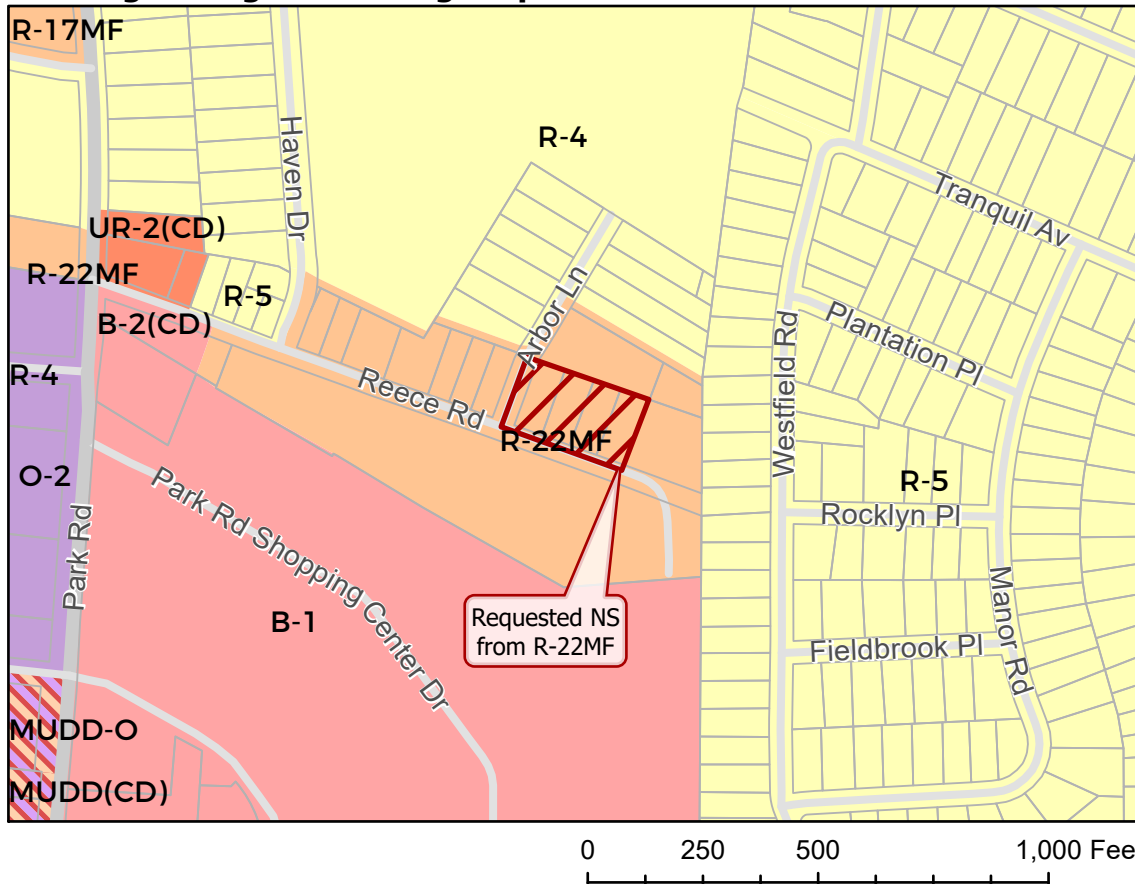 R-17MF
Haven Dr
R-4
Tranquil Av
UR-2(CD)
R-22MF
R-5
B-2(CD)
Arbor Ln
Plantation Pl
Westfield Rd
R-4
Reece Rd
R-22MF
O-2
Park Rd Shopping Center Dr
R-5
Rocklyn Pl
Park Rd
Manor Rd
Requested NS
from R-22MF
B-1
Fieldbrook Pl
MUDD-O
MUDD(CD)
0 250 500 1,000 Fee